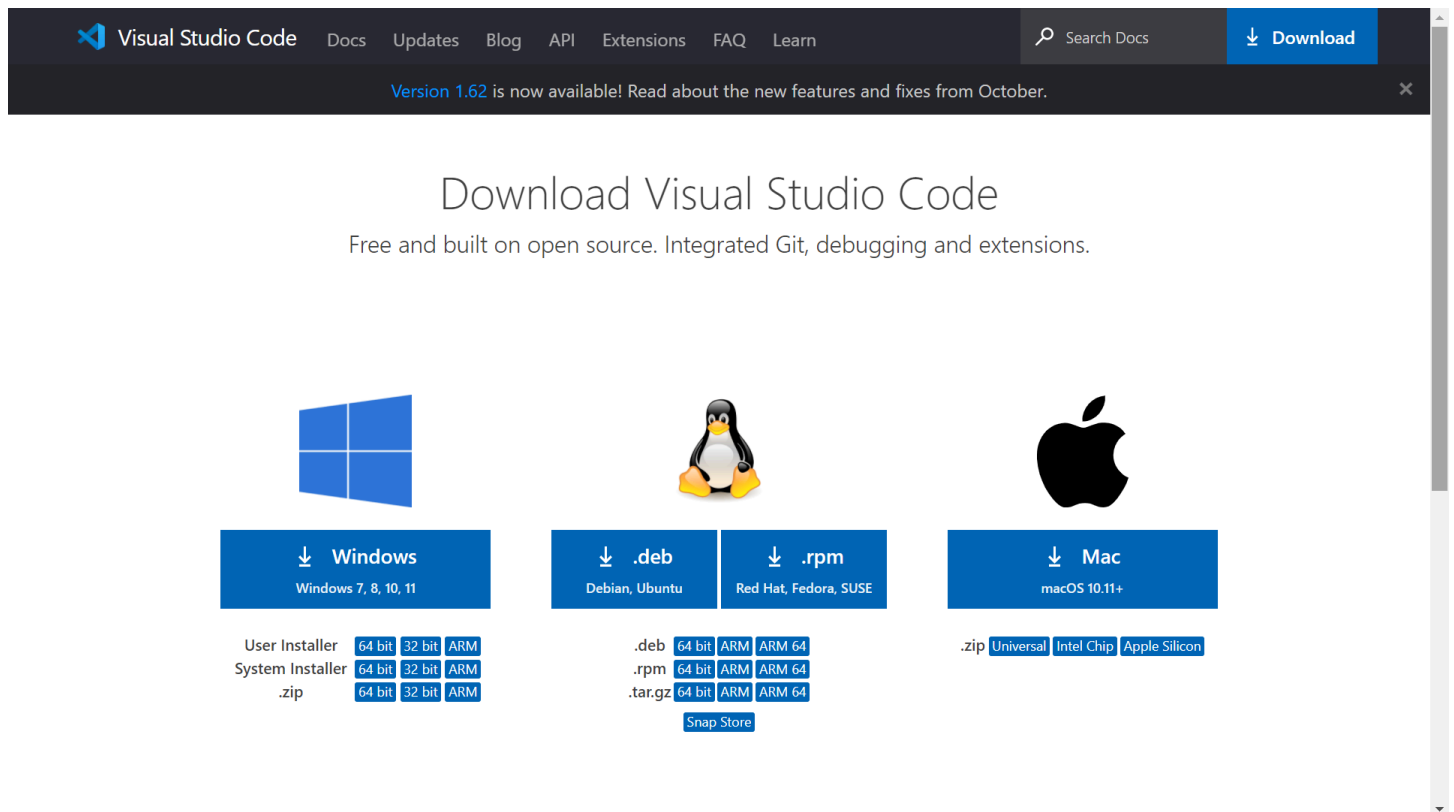 Visual Studio Code Docs Updates Blog API Extensions FAQ Learn Search Docs Download
Version 1.62 is now available! Read about the new features and fixes from October.
Download Visual Studio Code
Free and built on open source. Integrated Git, debugging and extensions.
Windows
Windows 7, 8, 10, 11
User Installer 64 bit 32 bit ARM
System Installer 64 bit 32 bit ARM
.zip 64 bit 32 bit ARM
.deb
Debian, Ubuntu
.rpm
Red Hat, Fedora, SUSE
.deb 64 bit ARM ARM 64
.rpm 64 bit ARM ARM 64
.tar.gz 64 bit ARM ARM 64
Snap Store
Mac
macOS 10.11+
.zip Universal Intel Chip Apple Silicon